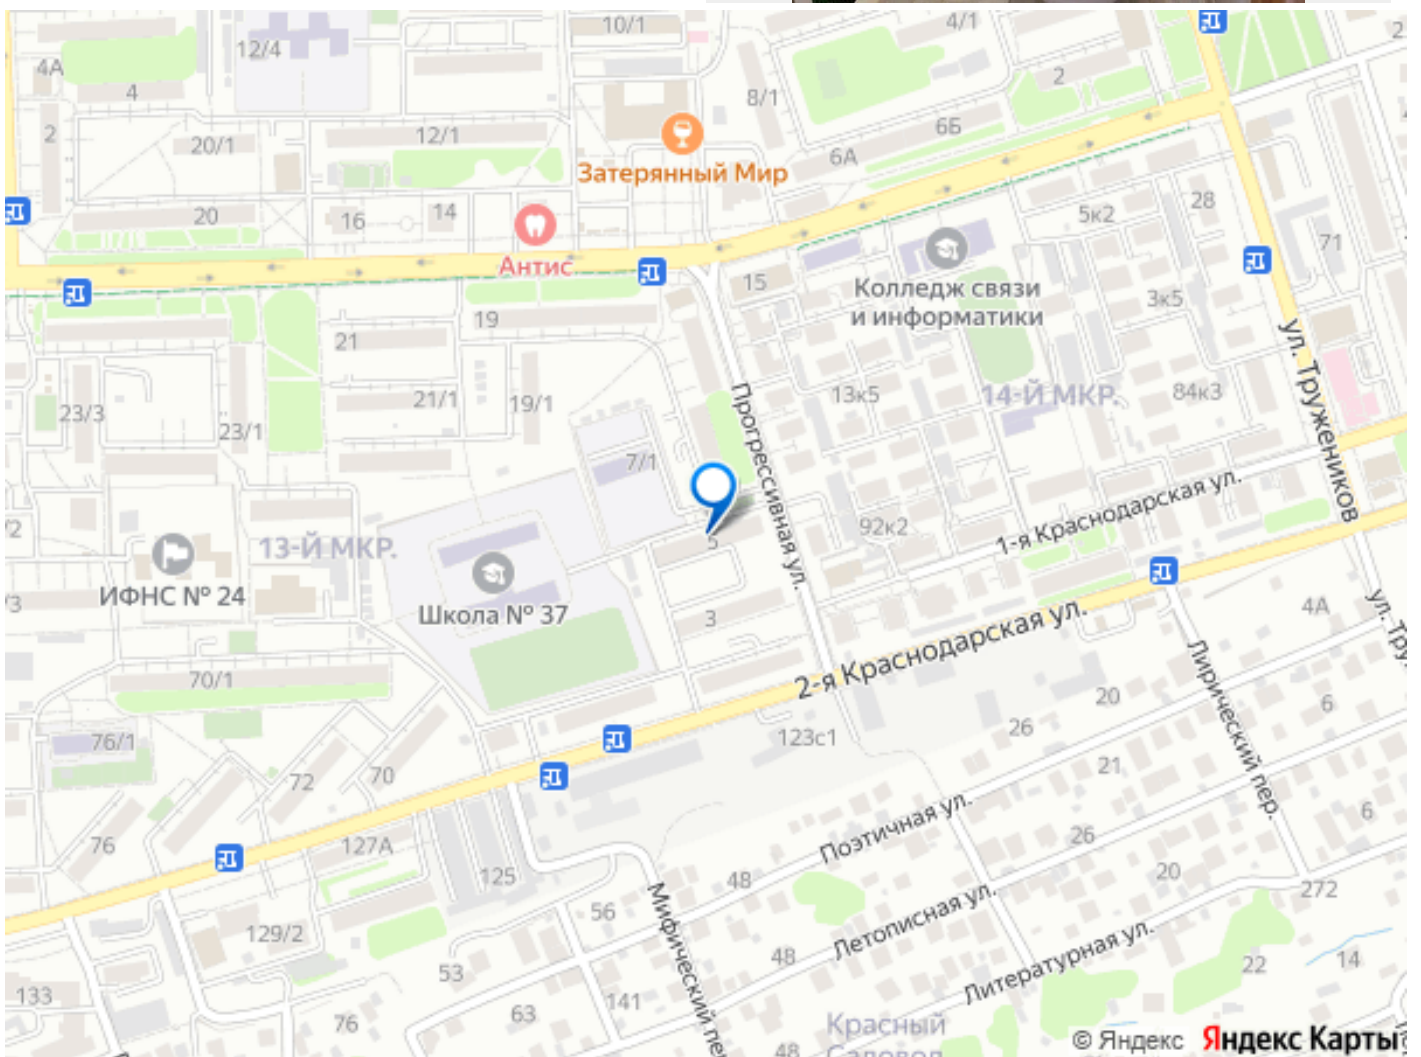 10/1
4/1
12/4
4А
4
2
8/1
2
20/1
12/1
6Б
6А
Затерянный Мир
20
16
14
5к2
28
71
Антис
15
Колледж связи
и информатики
3к5
19
21
ул. Тружеников
23/3
21/1
19/1
23/1
13к5
14-Й МКР.
84к3
Прогрессивная ул.
7/1
1-я Краснодарская ул.
92к2
5
13-Й МКР.
ИФНС № 24
Школа № 37
3
4А
2-я Краснодарская ул.
Лирический пер.
70/1
20
26
6
76/1
72
70
123с1
21
6
Поэтичная ул.
76
127А
26
125
48
20
272
Мифический пер.
56
Летописная ул.
129/2
53
48
Литературная ул.
22
14
133
76
63
141
Красный
Садовод
48
© Яндекс Яндекс Карты